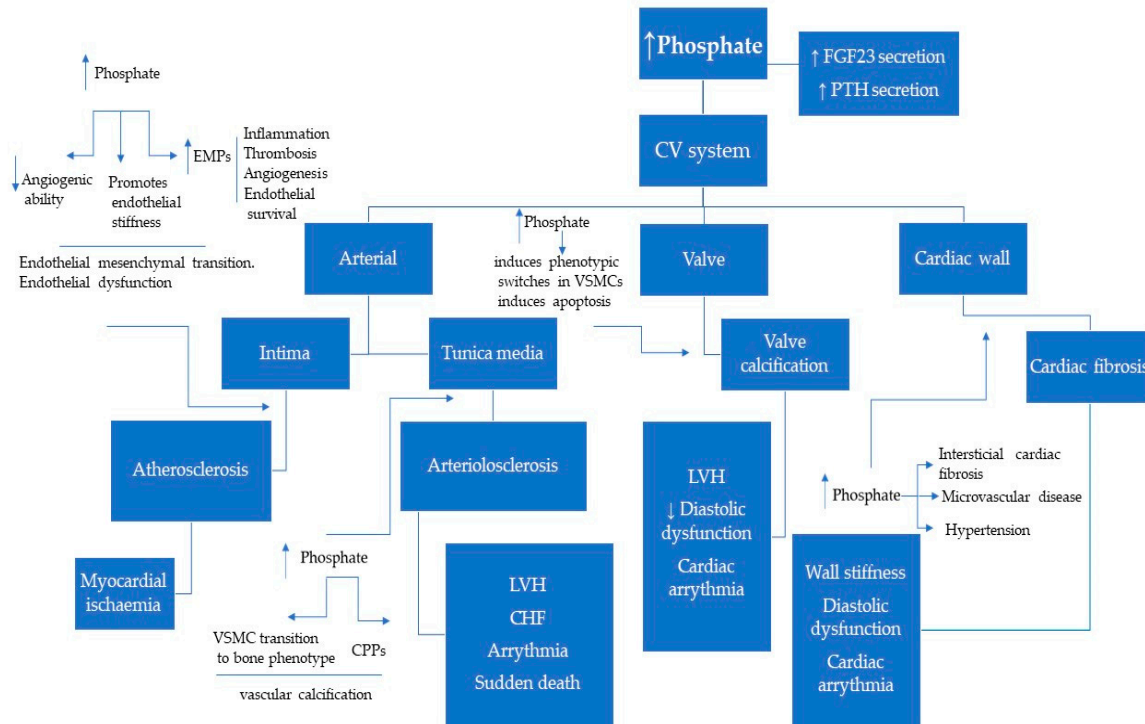 ↑Phosphate
↑ FGF23 secretion
↑ PTH secretion
CV system
↑ Phosphate
↓ Angiogenic
ability
Promotes
endothelial
stiffness
↑ EMPs
Inflammation
Thrombosis
Angiogenesis
Endothelial
survival
Endothelial mesenchymal transition.
Endothelial dysfunction
Arterial
↑ Phosphate
induces phenotypic
switches in VSMCs
induces apoptosis
Valve
Cardiac wall
Intima
Tunica media
Valve
calcification
Cardiac fibrosis
Atherosclerosis
Arteriolosclerosis
LVH
↓ Diastolic
dysfunction
Cardiac
arrythmia
↑ Phosphate
Intersticial cardiac
fibrosis
Microvascular disease
Hypertension
Myocardial
ischaemia
↑ Phosphate
VSMC transition
to bone phenotype
CPPs
vascular calcification
LVH
CHF
Arrythmia
Sudden death
Wall stiffness
Diastolic
dysfunction
Cardiac
arrythmia